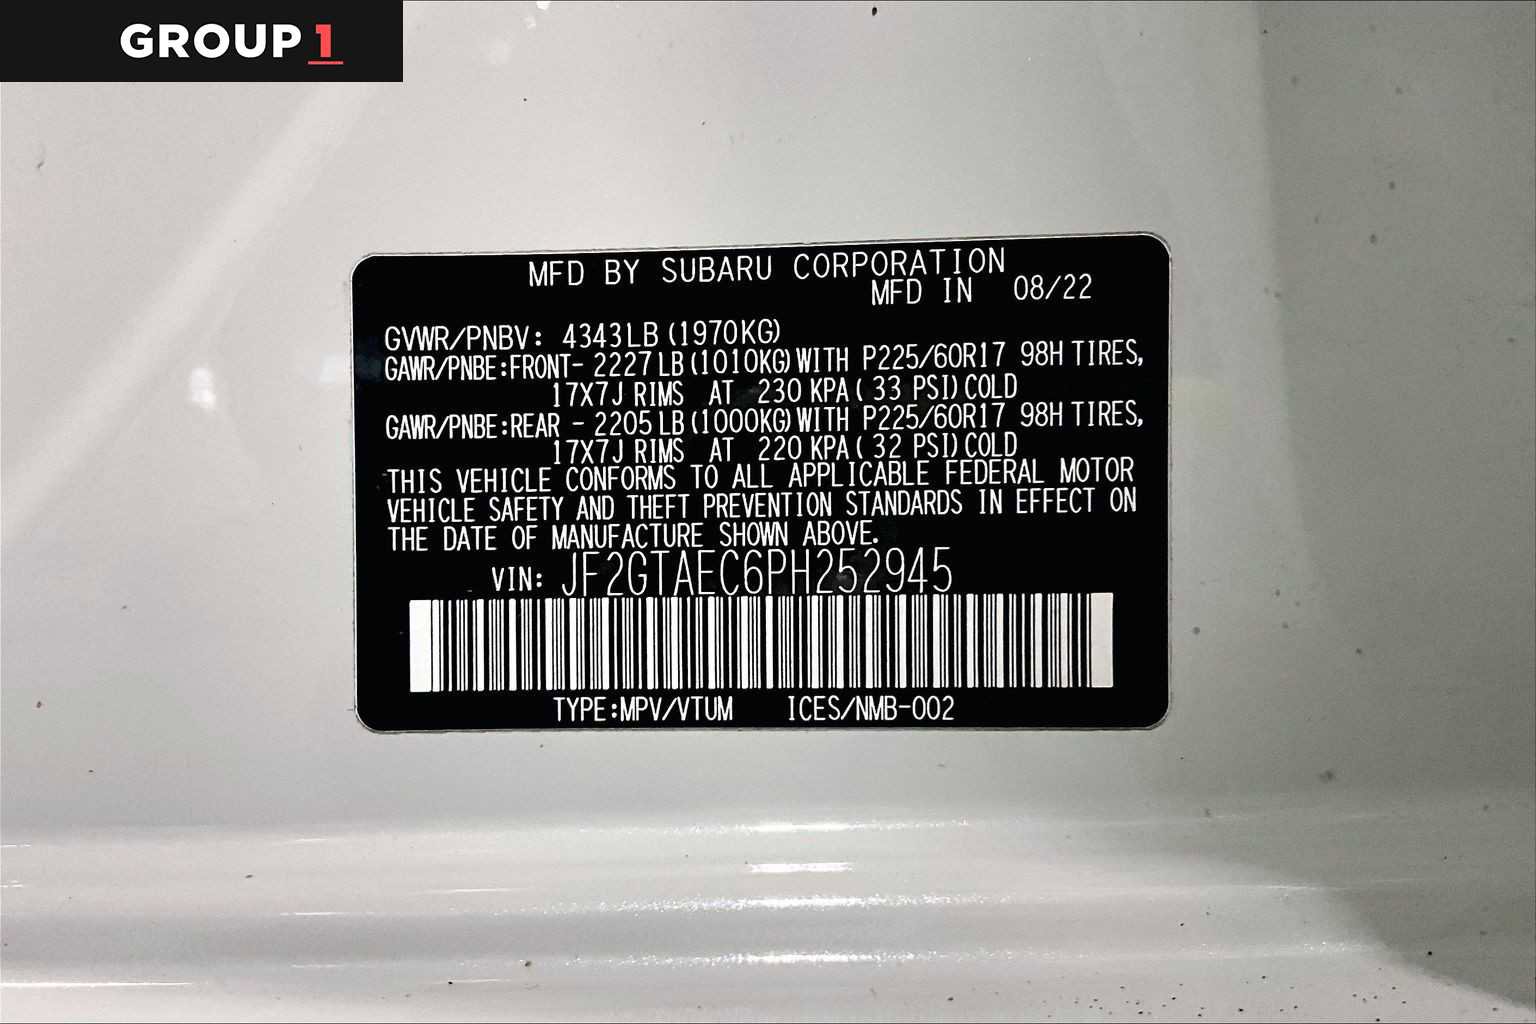 GROUP 1
MFD BY SUBARU CORPORATION
MFD IN 08/22
GVWR/PNBV: 4343LB (1970KG)
GAWR/PNBE:FRONT- 2227 LB (1010KG) WITH P225/60R17 98H TIRES,
17X7J RIMS AT 230 KPA ( 33 PSI) COLD
GAWR/PNBE:REAR - 2205 LB (1000KG) WITH P225/60R17 98H TIRES,
17X7J RIMS AT 220 KPA ( 32 PSI) COLD
THIS VEHICLE CONFORMS TO ALL APPLICABLE FEDERAL MOTOR
VEHICLE SAFETY AND THEFT PREVENTION STANDARDS IN EFFECT ON
THE DATE OF MANUFACTURE SHOWN ABOVE.
VIN: JF2GTAEC6PH252945
TYPE:MPV/VTUM ICES/NMB-002